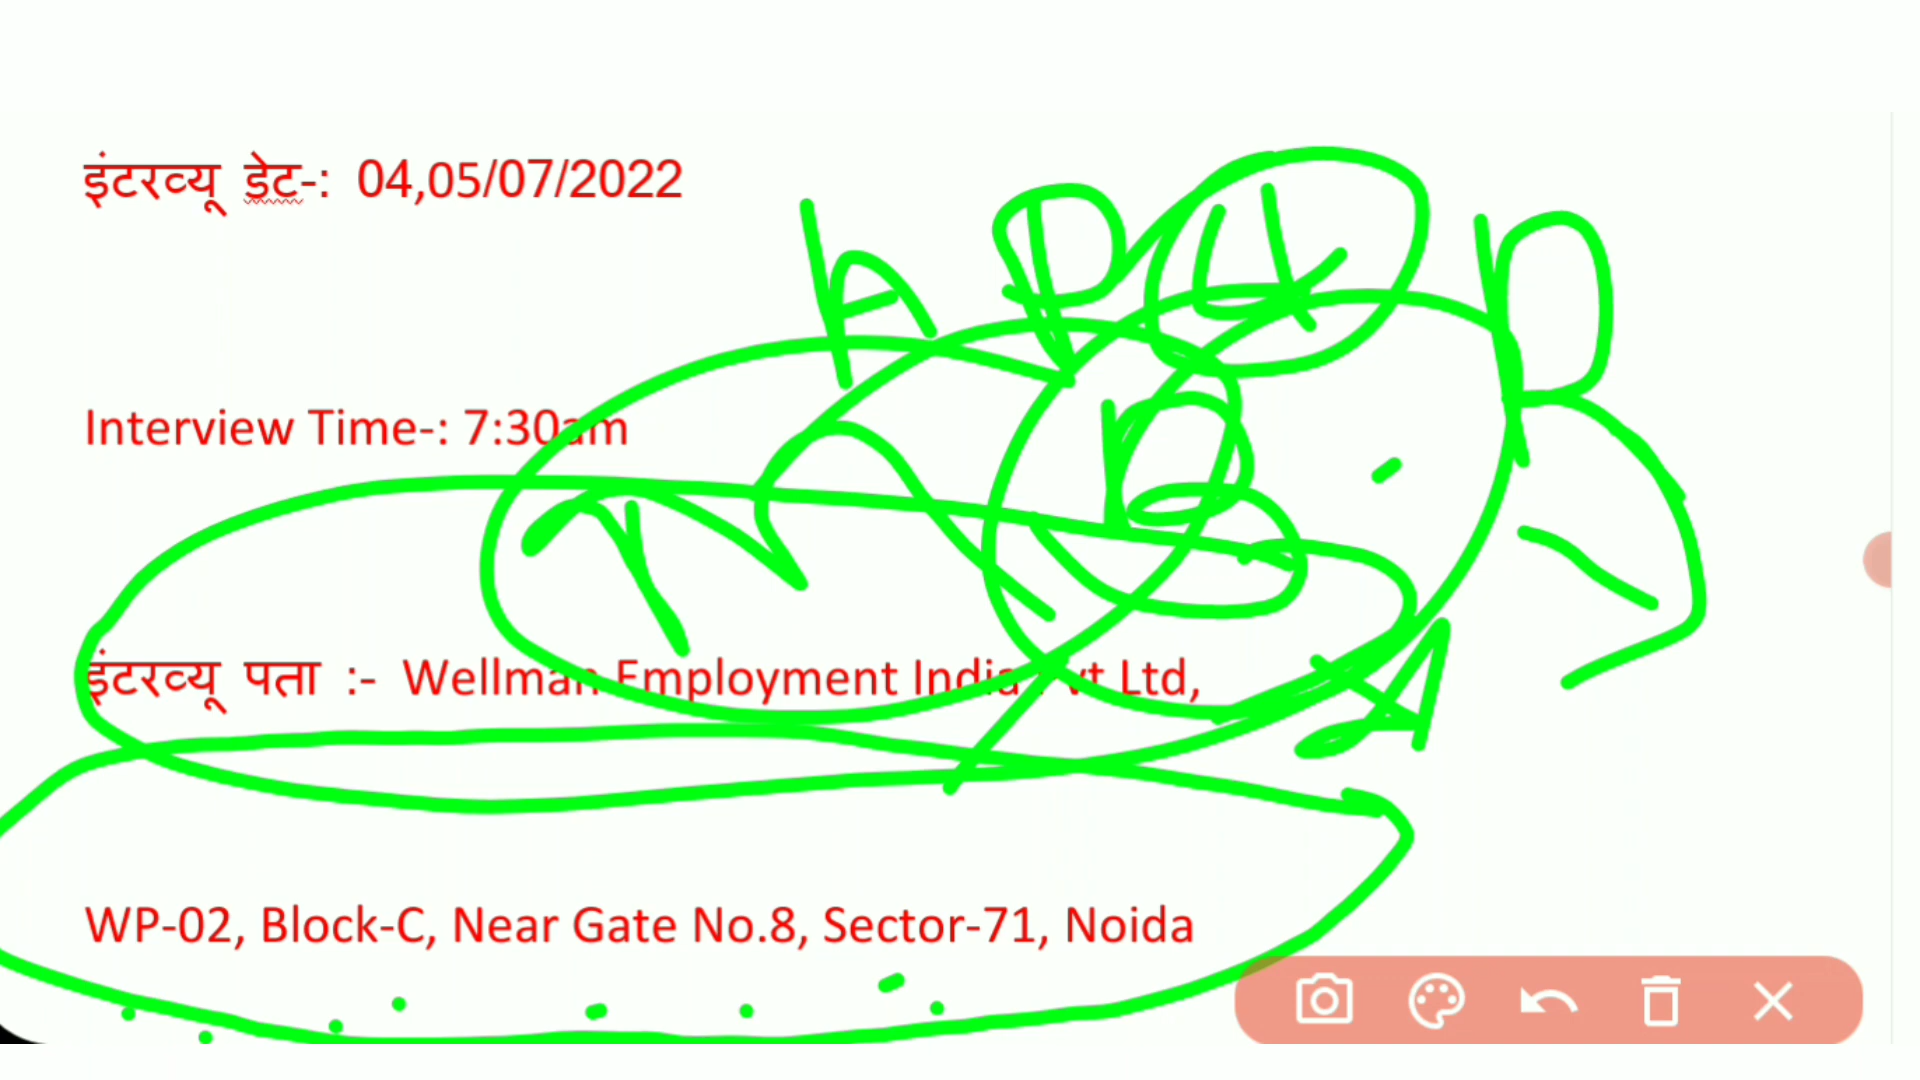 इंटरव्यू डेट-: 04,05/07/2022
Interview Time-: 7:30am
इंटरव्यू पता :- Wellman Employment India Pvt Ltd,
WP-02, Block-C, Near Gate No.8, Sector-71, Noida